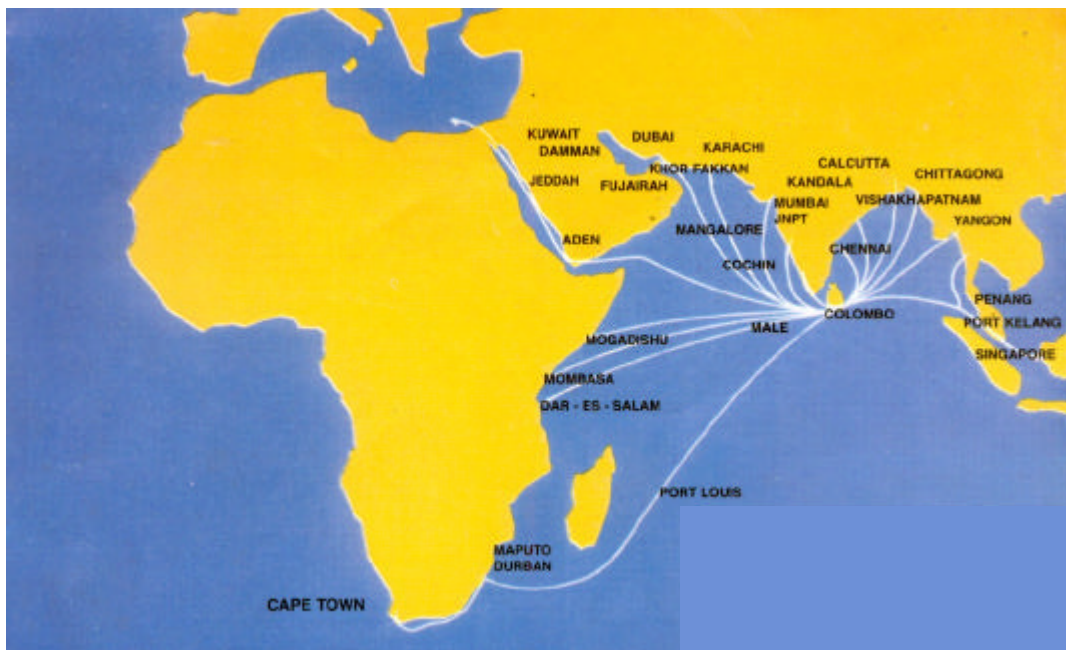 KUWAIT
DAMMAN
DUBAI
KARACHI
JEDDAH
FUJAIRAH
KHOR FAKKAN
CALCUTTA
KANDALA
CHITTAGONG
MUMBAI
JNPT
VISHAKHAPATNAM
YANGON
ADEN
MANGALORE
CHENNAI
COCHIN
PENANG
MALE
COLOMBO
PORT KELANG
MOGADISHU
SINGAPORE
MOMBASA
DAR - ES - SALAM
PORT LOUIS
MAPUTO
DURBAN
CAPE TOWN